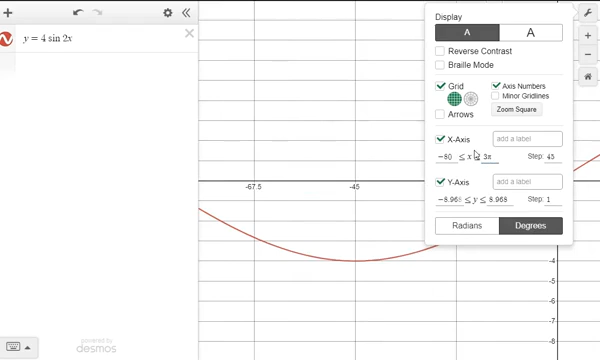 y = 4 sin 2x
powered by
desmos
Display
A A
Reverse Contrast
Braille Mode
Grid
Axis Numbers
Minor Gridlines
Zoom Square
Arrows
X-Axis add a label
-80 ≤ x ≤ 3π Step: 45
Y-Axis add a label
-8.968 ≤ y ≤ 8.968 Step: 1
Radians Degrees
-67.5 -45
-4
-5
-6
-7
-8